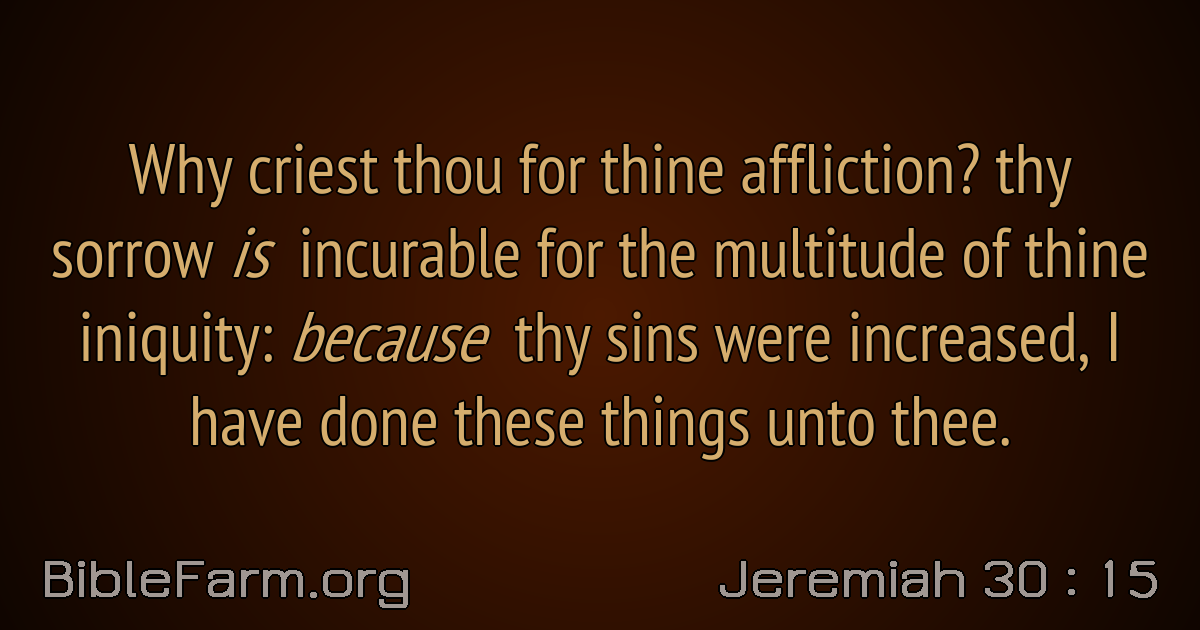 Why criest thou for thine affliction? thy
sorrow is incurable for the multitude of thine
iniquity: because thy sins were increased, I
have done these things unto thee.
BibleFarm.org
Jeremiah 30 : 15